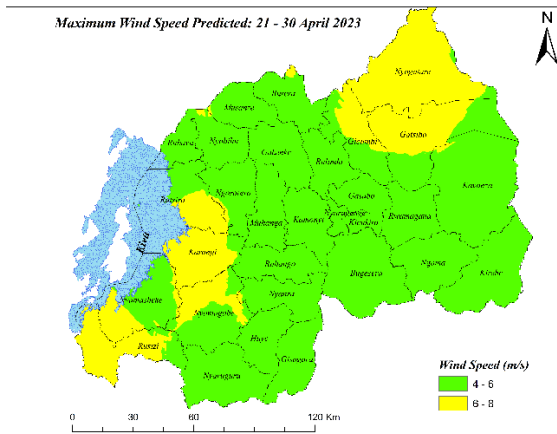 Maximum Wind Speed Predicted: 21 - 30 April 2023
N
Nyagatare
Burera
Musanze
Gatsibo
Gicumbi
Rubavu
Nyabihu
Gakenke
Rulindo
Kayonza
Rutsiro
Ngororero
Gasabo
Nyarugenge
Kicukiro
Rwamagana
Muhanga
Kamonyi
Kivu
Karongi
Ruhango
Bugesera
Ngoma
Kirehe
Nyamasheke
Nyanza
Nyamagabe
Rusizi
Huye
Gisagara
Nyaruguru
Wind Speed (m/s)
4 - 6
6 - 8
0 30 60 120 Km